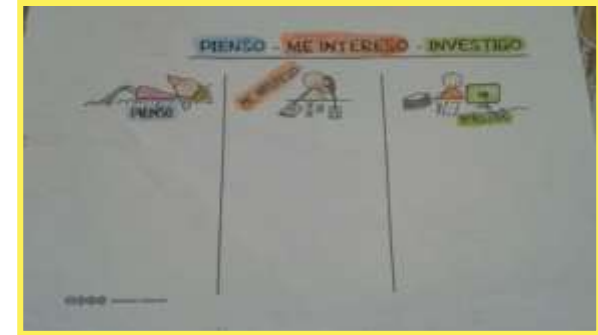 PIENSO - ME INTERESO - INVESTIGO
PIENSO
ME INTERESO
INVESTIGO